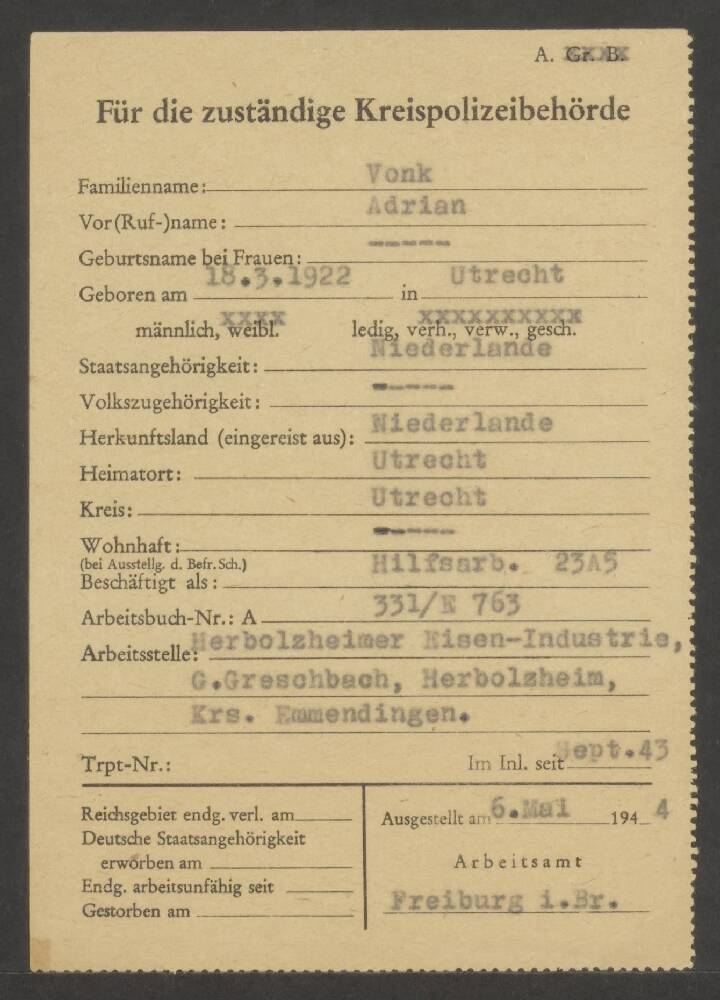 A. Gr. B.
Für die zuständige Kreispolizeibehörde
Familienname: Vonk
Vor(Ruf-)name: Adrian
Geburtsname bei Frauen: -----
Geboren am 18.3.1922 in Utrecht
männlich, weibl. ledig, verh., verw., gesch.
Staatsangehörigkeit: Niederlande
Volkszugehörigkeit: -----
Herkunftsland (eingereist aus): Niederlande
Heimatort: Utrecht
Kreis: Utrecht
Wohnhaft: -----
(bei Ausstellg. d. Befr. Sch.)
Beschäftigt als: Hilfsarb. 23A5
Arbeitsbuch-Nr.: A 331/E 763
Arbeitsstelle: Herbolzheimer Eisen-Industrie,
G.Greschbach, Herbolzheim,
Krs. Emmendingen.
Trpt-Nr.: Im Inl. seit Sept.43
Reichsgebiet endg. verl. am
Deutsche Staatsangehörigkeit
erworben am
Endg. arbeitsunfähig seit
Gestorben am
Ausgestellt am 6.Mai 194 4
Arbeitsamt
Freiburg i.Br.